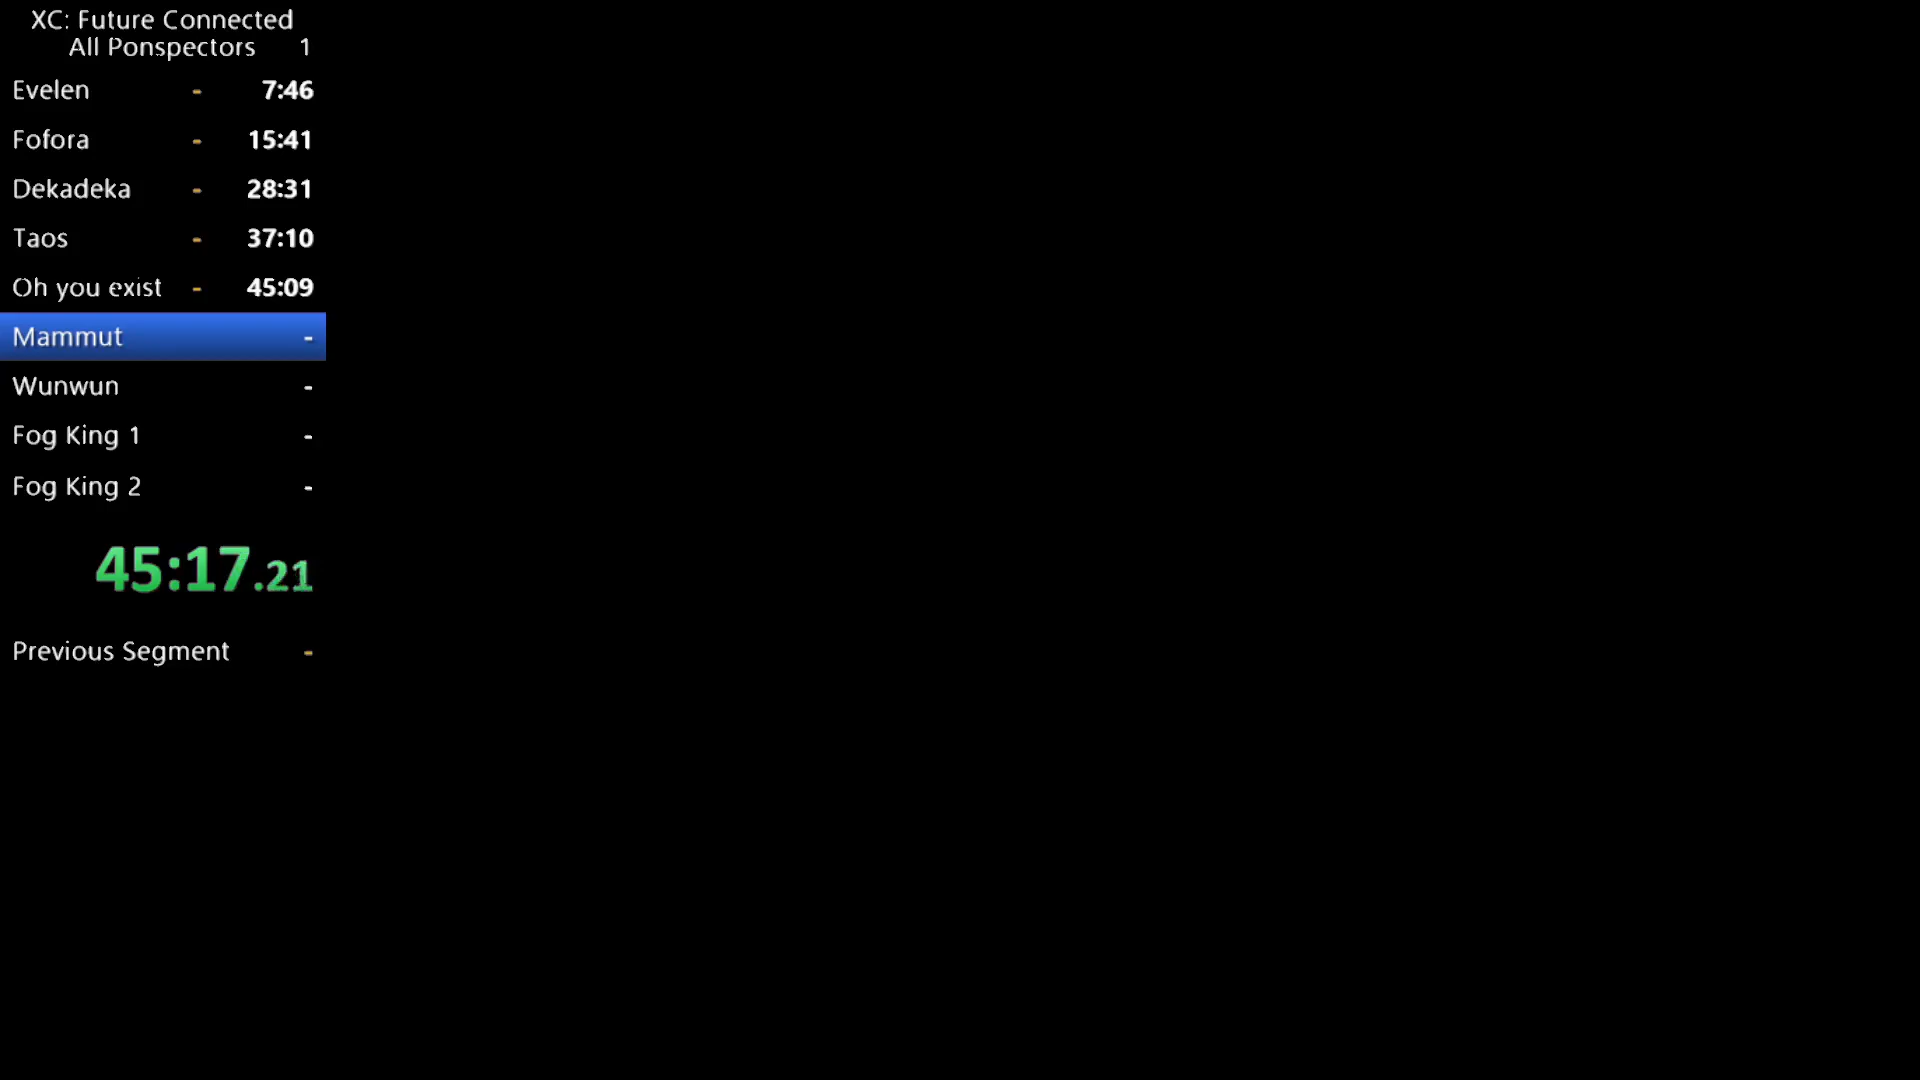 XC: Future Connected
All Ponspectors 1
Evelen - 7:46
Fofora - 15:41
Dekadeka - 28:31
Taos - 37:10
Oh you exist - 45:09
Mammut -
Wunwun -
Fog King 1 -
Fog King 2 -
45:17.21
Previous Segment -